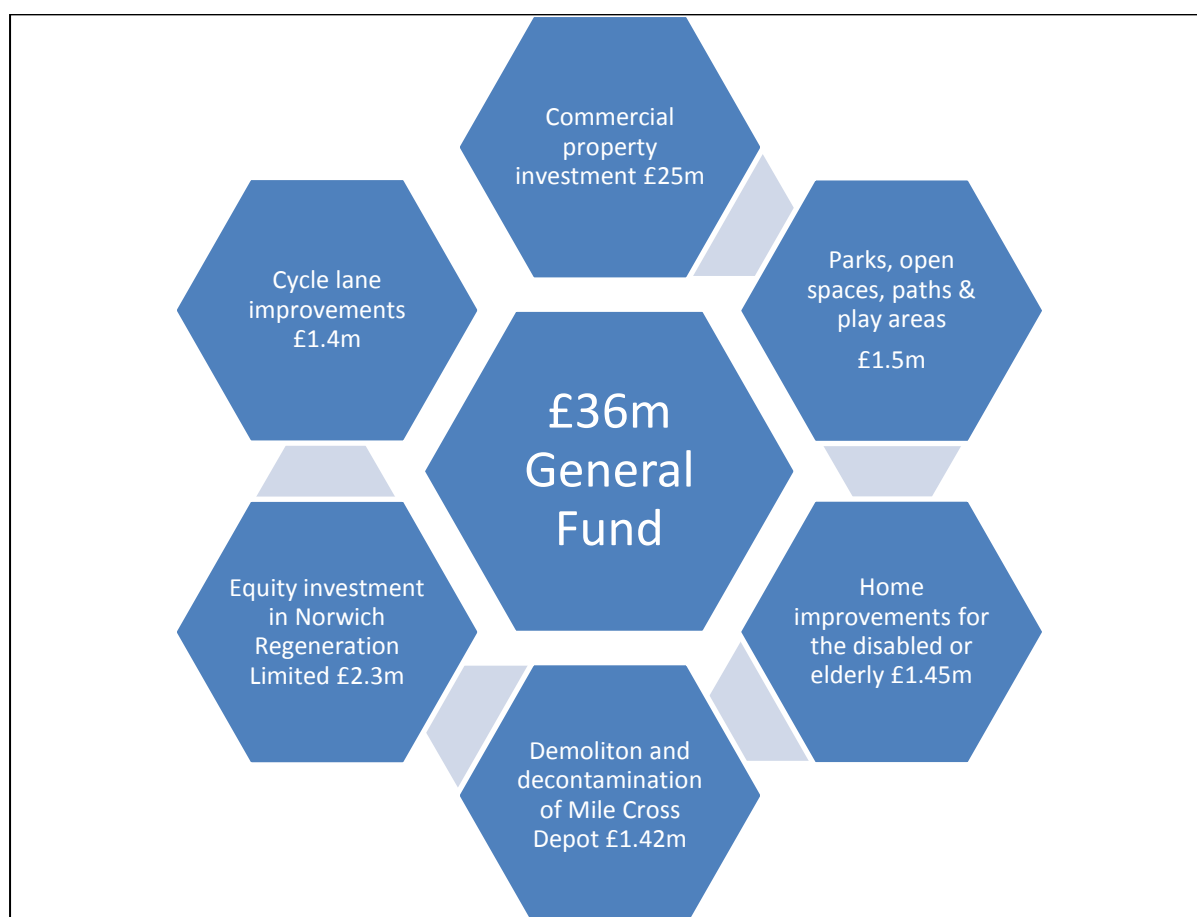 Commercial
property
investment £25m
Parks, open
spaces, paths &
play areas
£1.5m
Home
improvements for
the disabled or
elderly £1.45m
Demoliton and
decontamination
of Mile Cross
Depot £1.42m
Equity investment
in Norwich
Regeneration
Limited £2.3m
Cycle lane
improvements
£1.4m
£36m
General
Fund